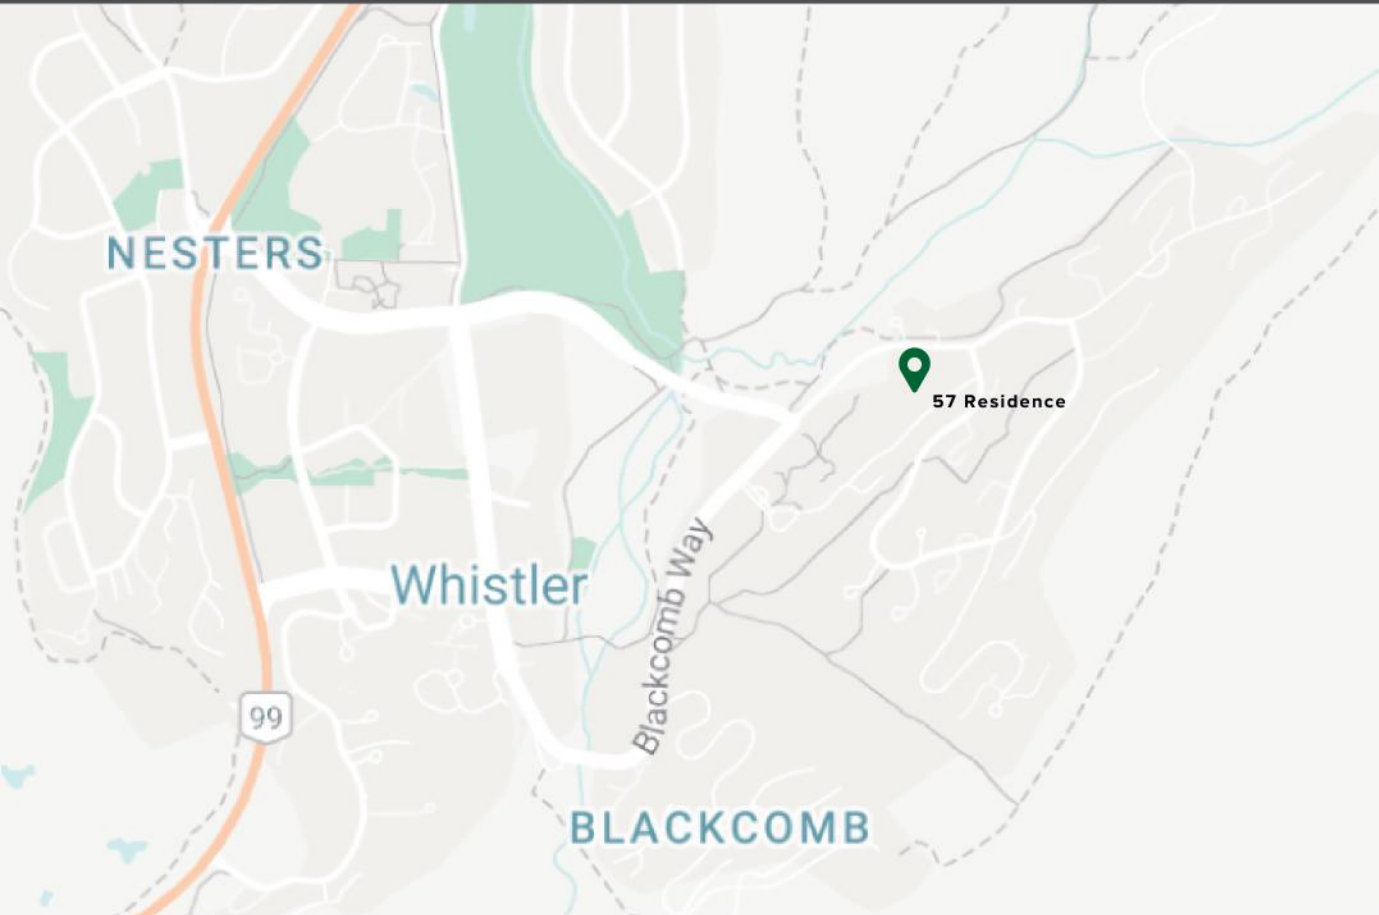 NESTERS
57 Residence
Whistler
Blackcomb Way
99
BLACKCOMB